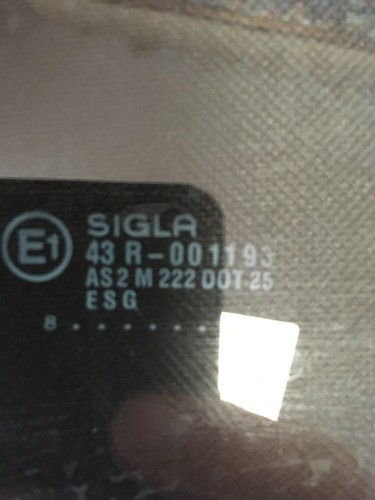 SIGLA
E1 43 R-001193
AS2 M 222 DOT 25
ESG
8 . . . . . .